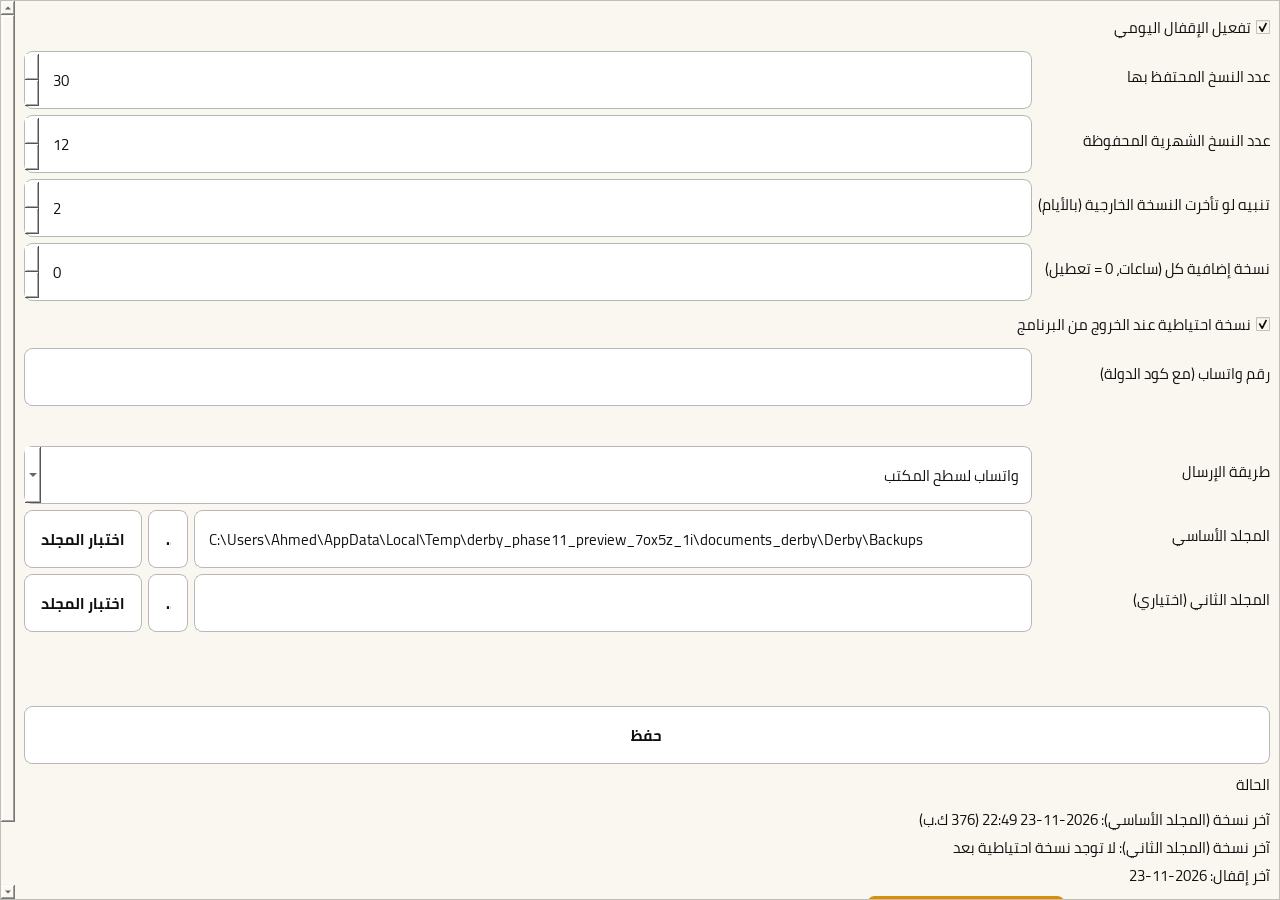 تفعيل الإقفال اليومي
عدد النسخ المحتفظ بها 30
عدد النسخ الشهرية المحفوظة 12
تنبيه لو تأخرت النسخة الخارجية (بالأيام) 2
نسخة إضافية كل (ساعات، 0 = تعطيل) 0
نسخة احتياطية عند الخروج من البرنامج
رقم واتساب (مع كود الدولة)
طريقة الإرسال واتساب لسطح المكتب
المجلد الأساسي C:\Users\Ahmed\AppData\Local\Temp\derby_phase11_preview_7ox5z_1i\documents_derby\Derby\Backups . اختبار المجلد
المجلد الثاني (اختياري) . اختبار المجلد
حفظ
الحالة
آخر نسخة (المجلد الأساسي): 2026-11-23 22:49 (376 ك.ب)
آخر نسخة (المجلد الثاني): لا توجد نسخة احتياطية بعد
آخر إقفال: 2026-11-23